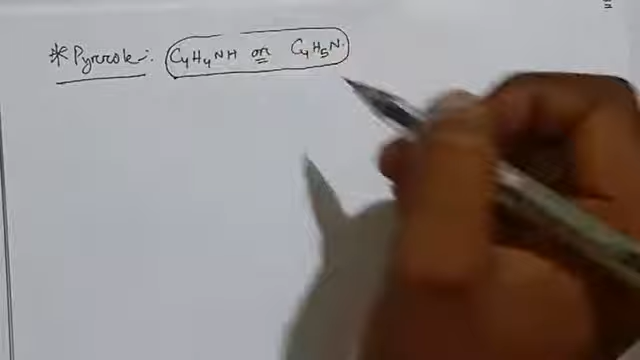 *Pyrrole:- C₄H₄NH or C₄H₅N.